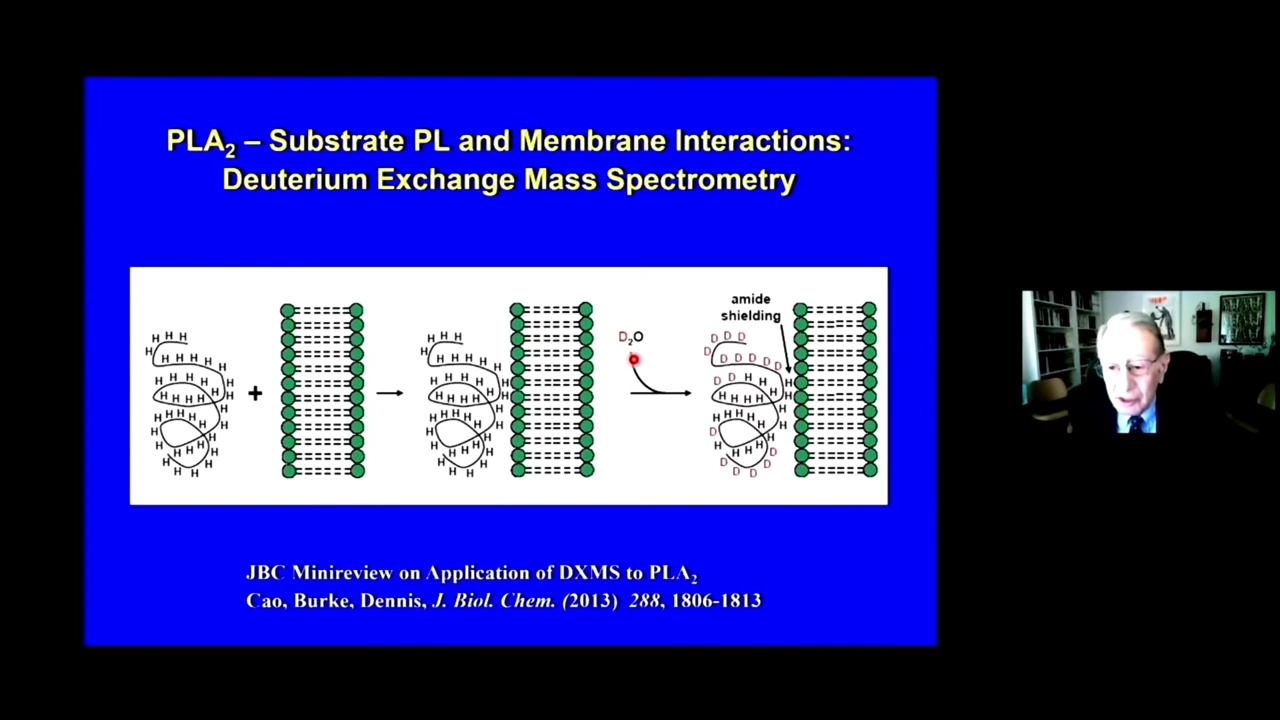 PLA2 – Substrate PL and Membrane Interactions:
Deuterium Exchange Mass Spectrometry
amide
shielding
D2O
+
JBC Minireview on Application of DXMS to PLA2
Cao, Burke, Dennis, J. Biol. Chem. (2013) 288, 1806-1813